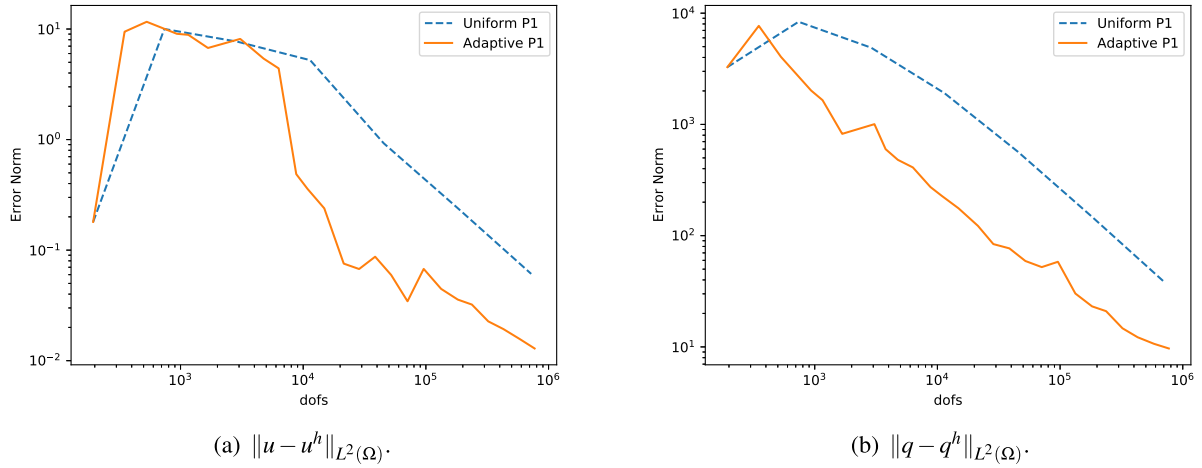 Uniform P1
Adaptive P1
Error Norm
10^1
10^0
10^-1
10^-2
10^3
10^4
10^5
10^6
dofs
(a) ‖u − u^h‖_{L^2(Ω)}.
Uniform P1
Adaptive P1
Error Norm
10^4
10^3
10^2
10^1
10^3
10^4
10^5
10^6
dofs
(b) ‖q − q^h‖_{L^2(Ω)}.